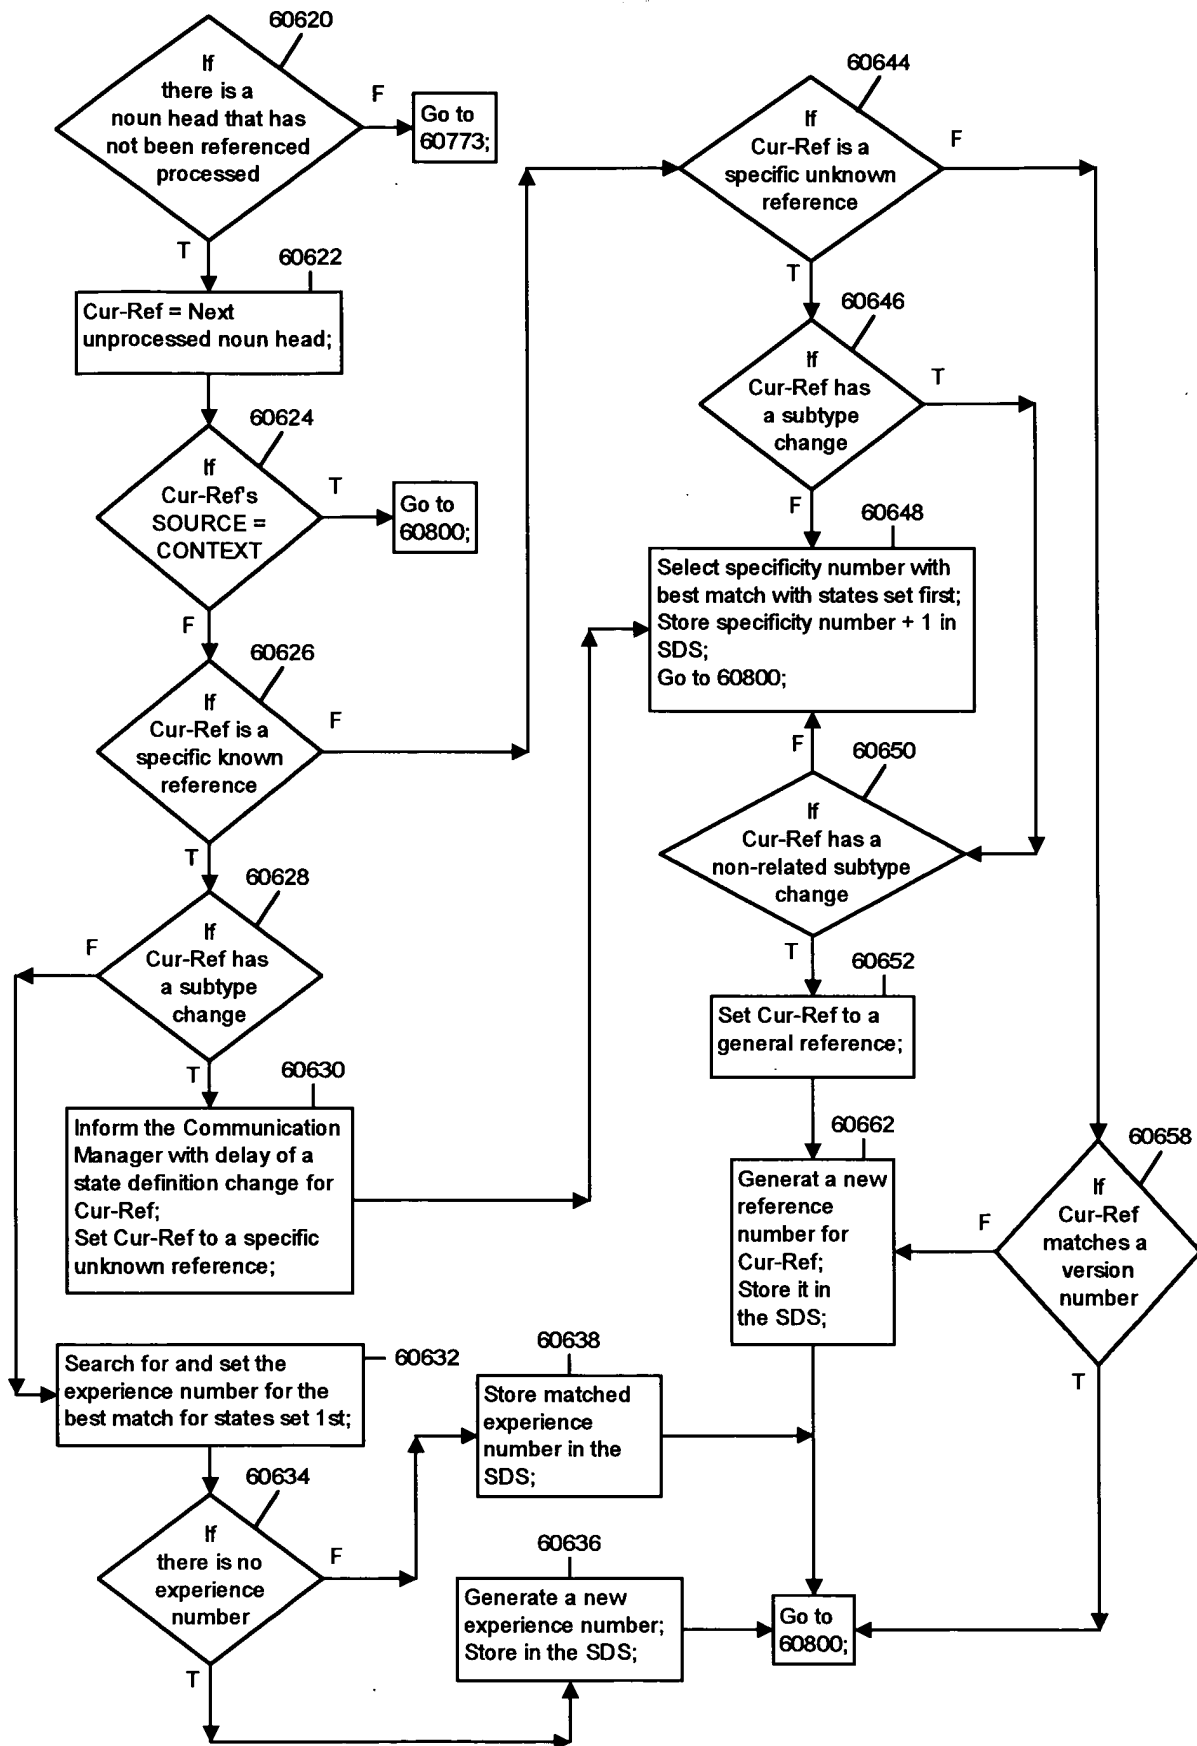 60620
If
there is a
noun head that has
not been referenced
processed
F
Go to
60773;
T
60622
Cur-Ref = Next
unprocessed noun head;
60624
If
Cur-Ref's
SOURCE =
CONTEXT
T
Go to
60800;
F
60626
If
Cur-Ref is a
specific known
reference
F
T
60628
If
Cur-Ref has
a subtype
change
F
T
60630
Inform the Communication
Manager with delay of a
state definition change for
Cur-Ref;
Set Cur-Ref to a specific
unknown reference;
60632
Search for and set the
experience number for the
best match for states set 1st;
60634
If
there is no
experience
number
F
T
60638
Store matched
experience
number in the
SDS;
60636
Generate a new
experience number;
Store in the SDS;
60644
If
Cur-Ref is a
specific unknown
reference
F
T
60646
If
Cur-Ref has
a subtype
change
T
F
60648
Select specificity number with
best match with states set first;
Store specificity number + 1 in
SDS;
Go to 60800;
F
60650
If
Cur-Ref has a
non-related subtype
change
T
60652
Set Cur-Ref to a
general reference;
60662
Generat a new
reference
number for
Cur-Ref;
Store it in
the SDS;
60658
If
Cur-Ref
matches a
version
number
F
T
Go to
60800;